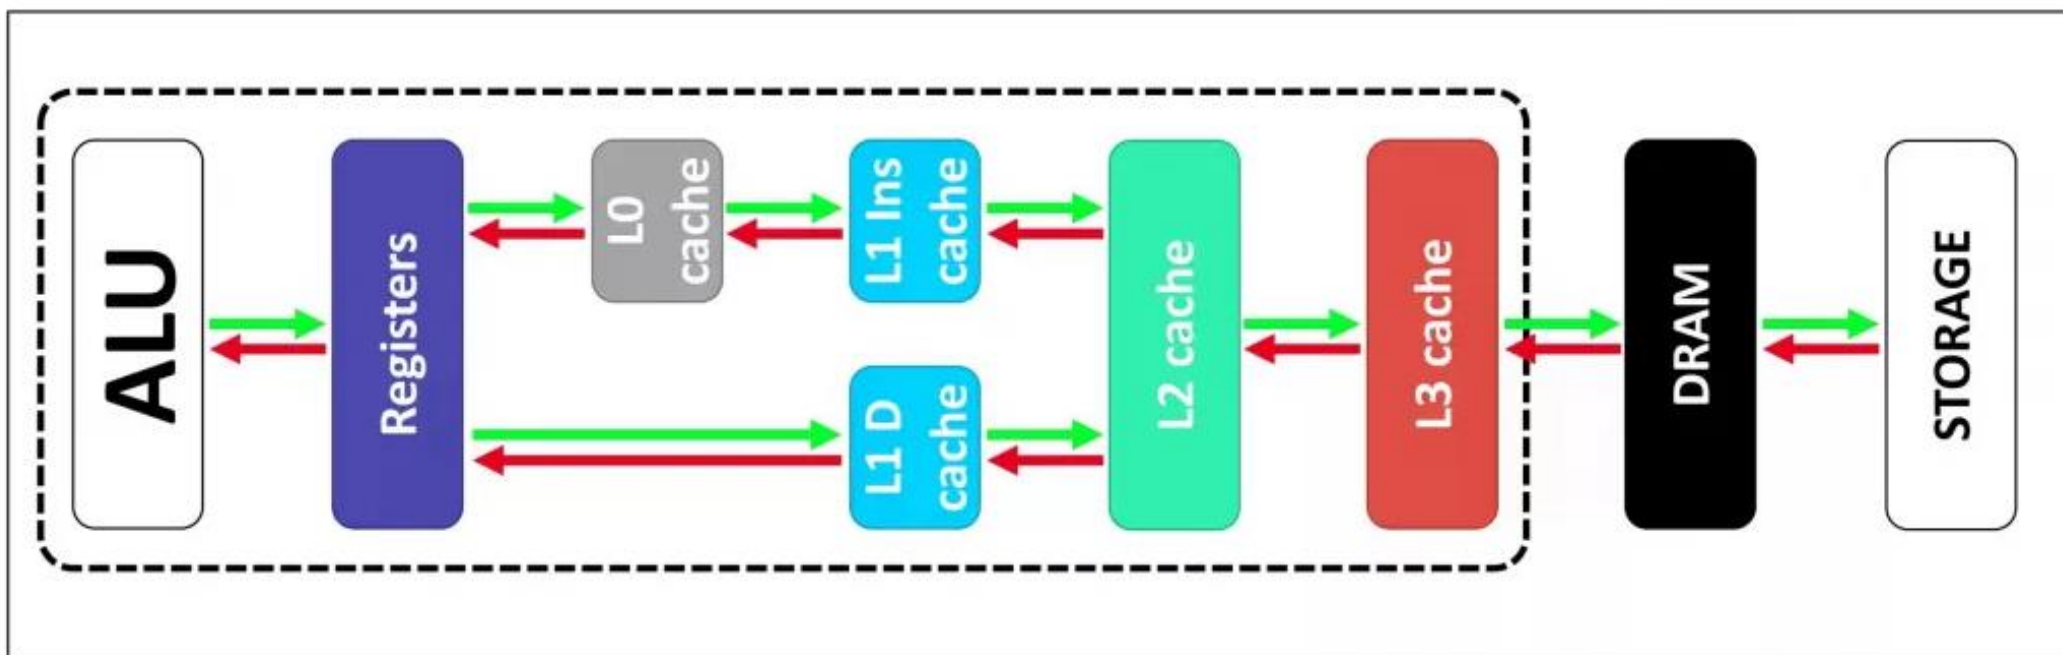 ALU
Registers
L0
cache
L1 Ins
cache
L1 D
cache
L2 cache
L3 cache
DRAM
STORAGE